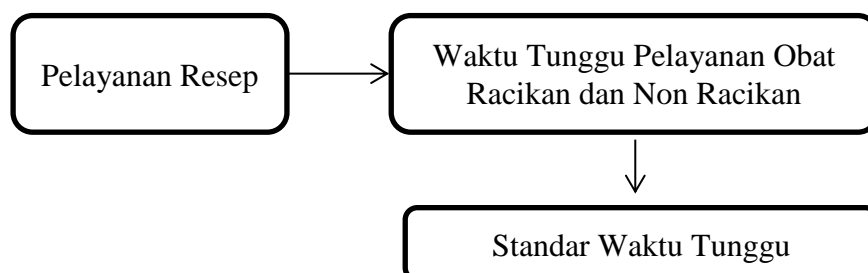 Pelayanan Resep
Waktu Tunggu Pelayanan Obat
Racikan dan Non Racikan
Standar Waktu Tunggu